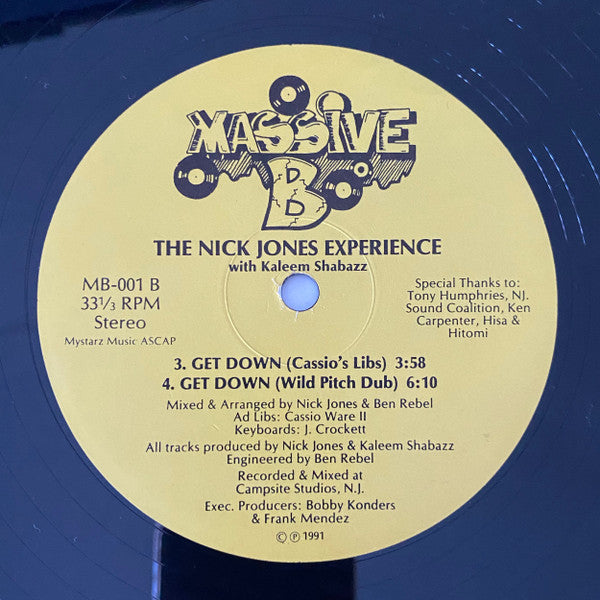 MASSIVE
B
THE NICK JONES EXPERIENCE
with Kaleem Shabazz
MB-001 B
33⅓ RPM
Stereo
Mystarz Music ASCAP
Special Thanks to:
Tony Humphries, NJ.
Sound Coalition, Ken
Carpenter, Hisa &
Hitomi
3. GET DOWN (Cassio's Libs) 3:58
4. GET DOWN (Wild Pitch Dub) 6:10
Mixed & Arranged by Nick Jones & Ben Rebel
Ad Libs: Cassio Ware II
Keyboards: J. Crockett
All tracks produced by Nick Jones & Kaleem Shabazz
Engineered by Ben Rebel
Recorded & Mixed at
Campsite Studios, N.J.
Exec. Producers: Bobby Konders
& Frank Mendez
© ℗ 1991